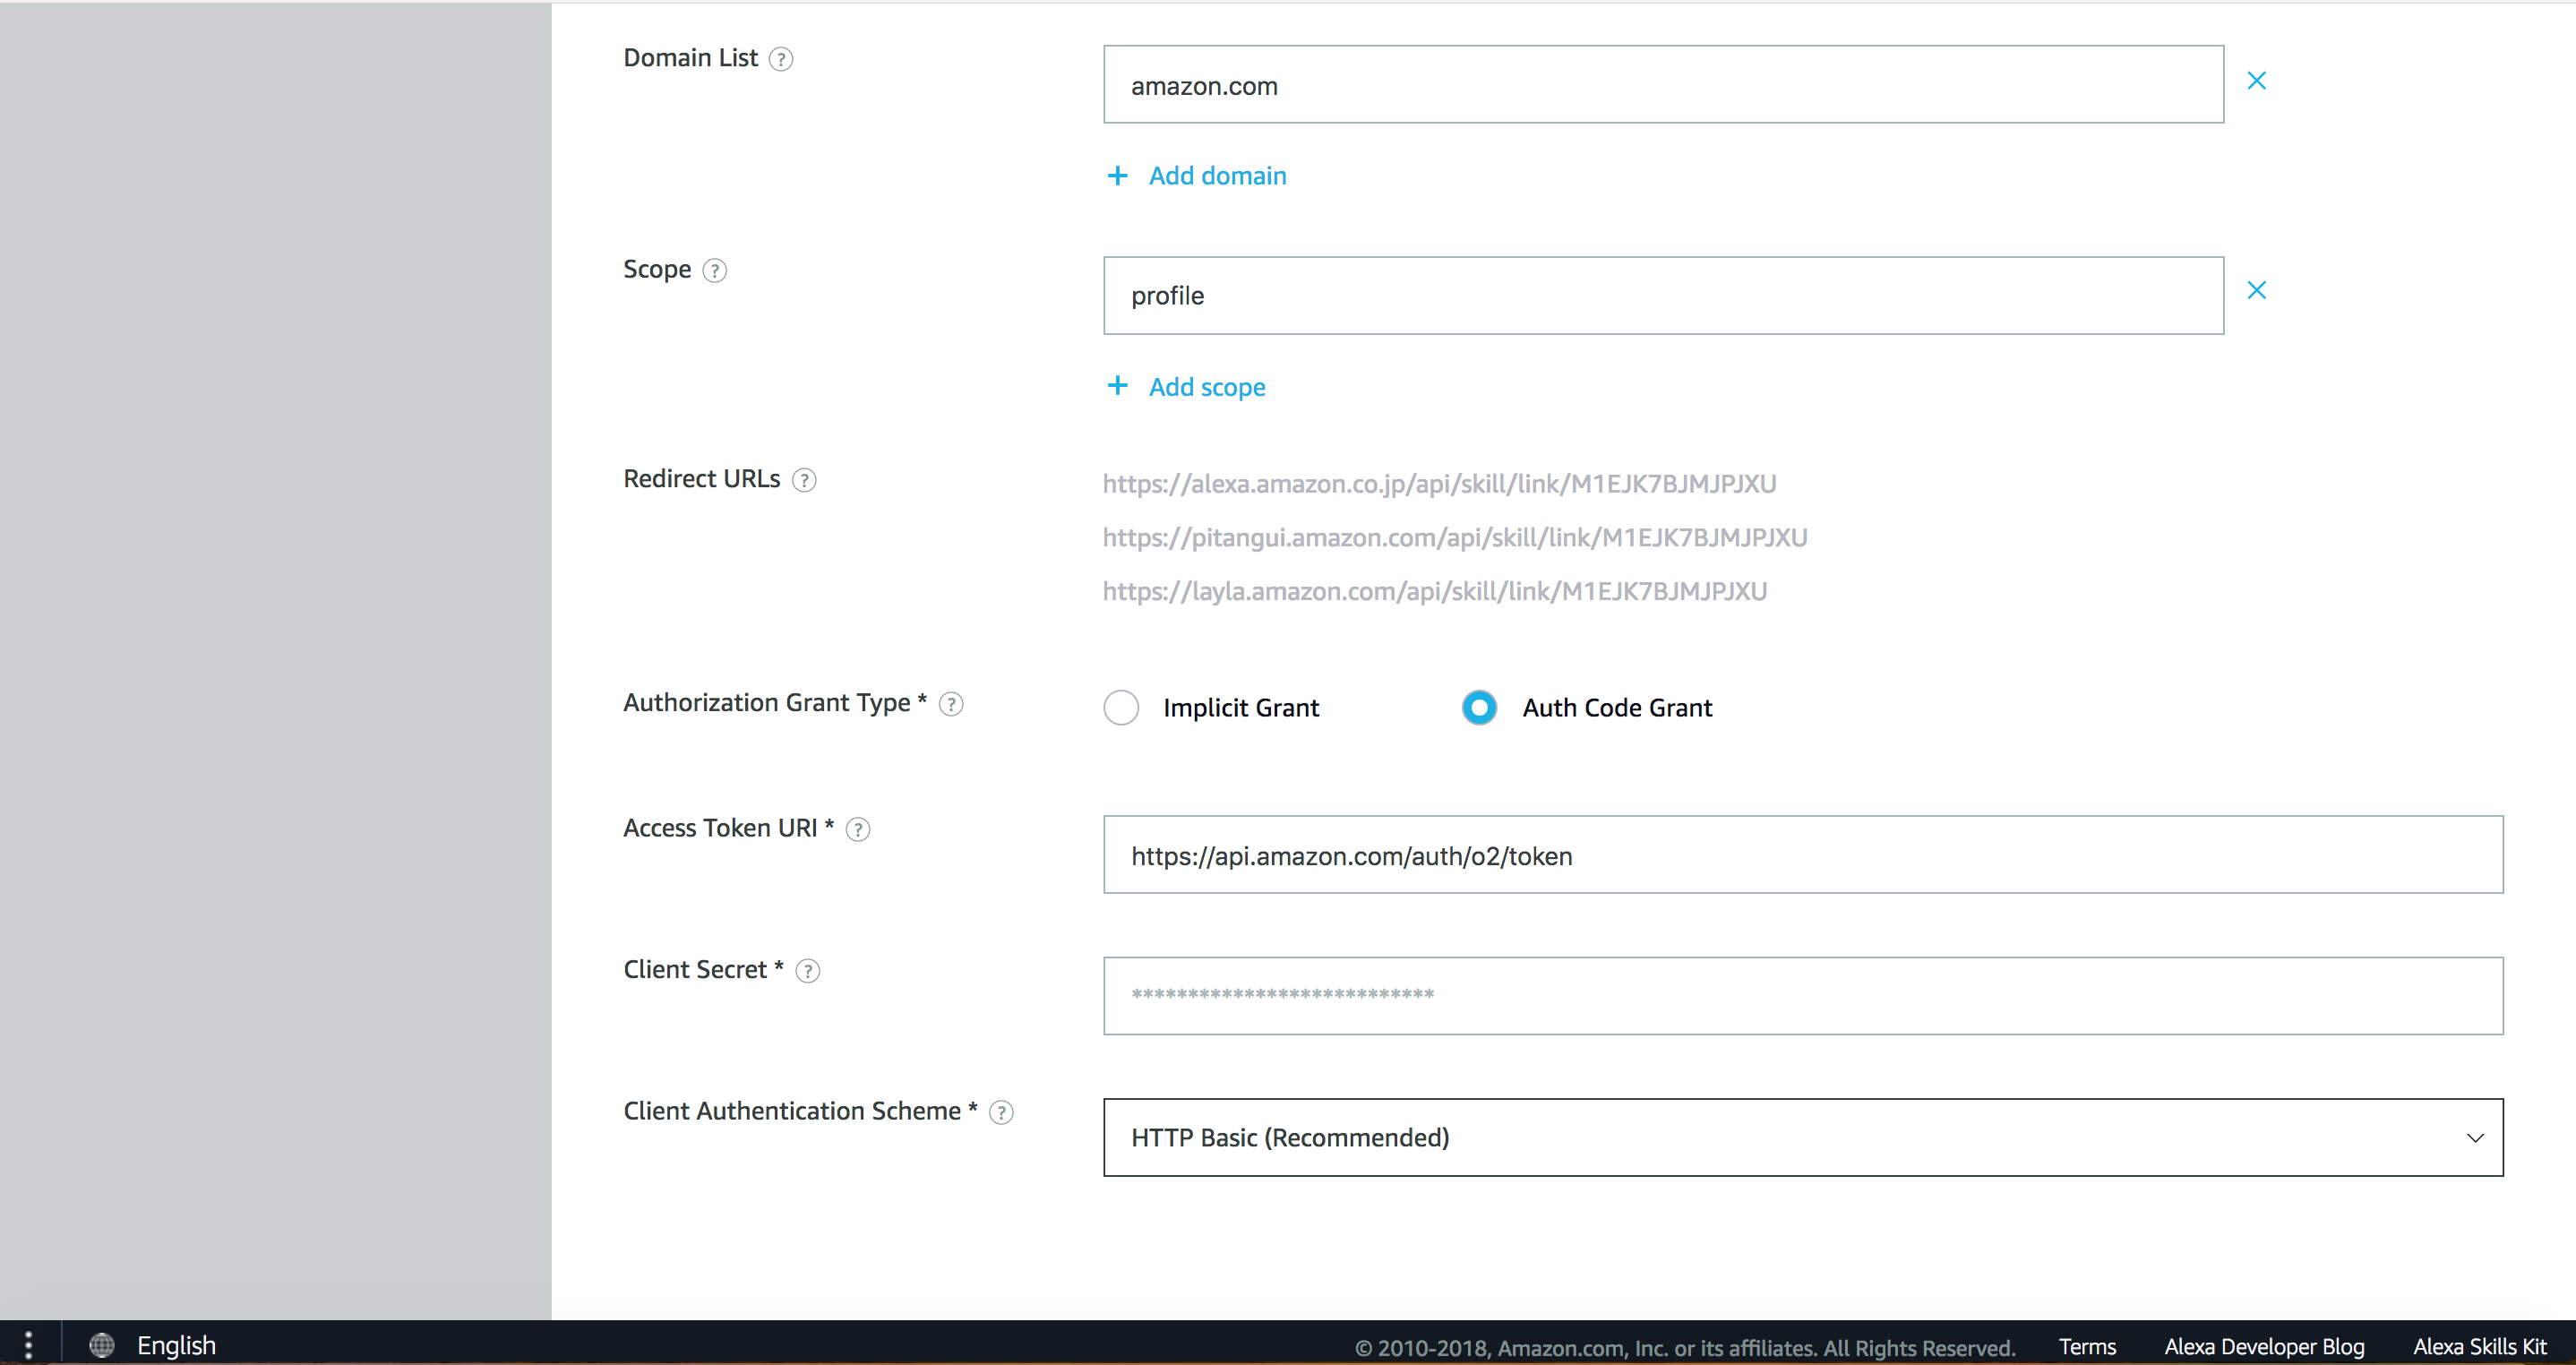 Domain List ?
amazon.com
+ Add domain
Scope ?
profile
+ Add scope
Redirect URLs ?
https://alexa.amazon.co.jp/api/skill/link/M1EJK7BJMJPJXU
https://pitangui.amazon.com/api/skill/link/M1EJK7BJMJPJXU
https://layla.amazon.com/api/skill/link/M1EJK7BJMJPJXU
Authorization Grant Type * ?
Implicit Grant
Auth Code Grant
Access Token URI * ?
https://api.amazon.com/auth/o2/token
Client Secret * ?
***************************
Client Authentication Scheme * ?
HTTP Basic (Recommended)
English
© 2010-2018, Amazon.com, Inc. or its affiliates. All Rights Reserved.
Terms
Alexa Developer Blog
Alexa Skills Kit